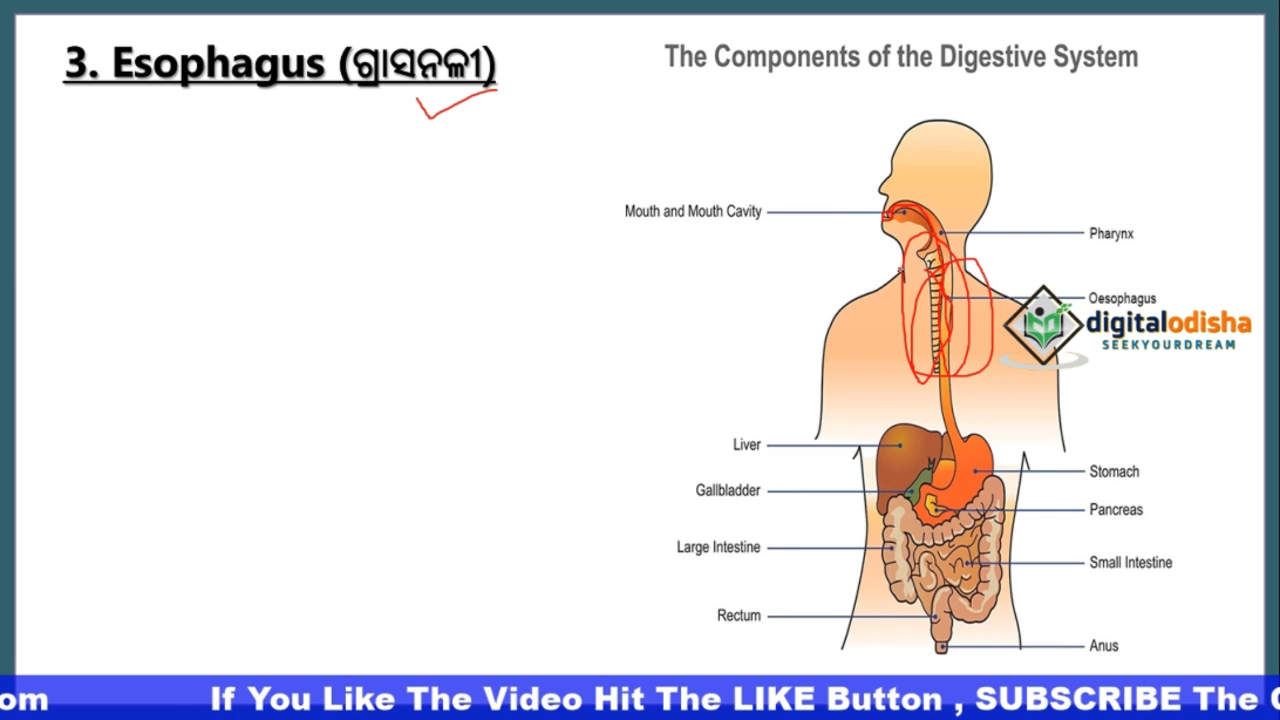 3. Esophagus (ଗ୍ରାସନଳୀ)
The Components of the Digestive System
Mouth and Mouth Cavity
Pharynx
Oesophagus
digitalodisha
SEEKYOURDREAM
Liver
Stomach
Gallbladder
Pancreas
Large Intestine
Small Intestine
Rectum
Anus
om If You Like The Video Hit The LIKE Button , SUBSCRIBE The